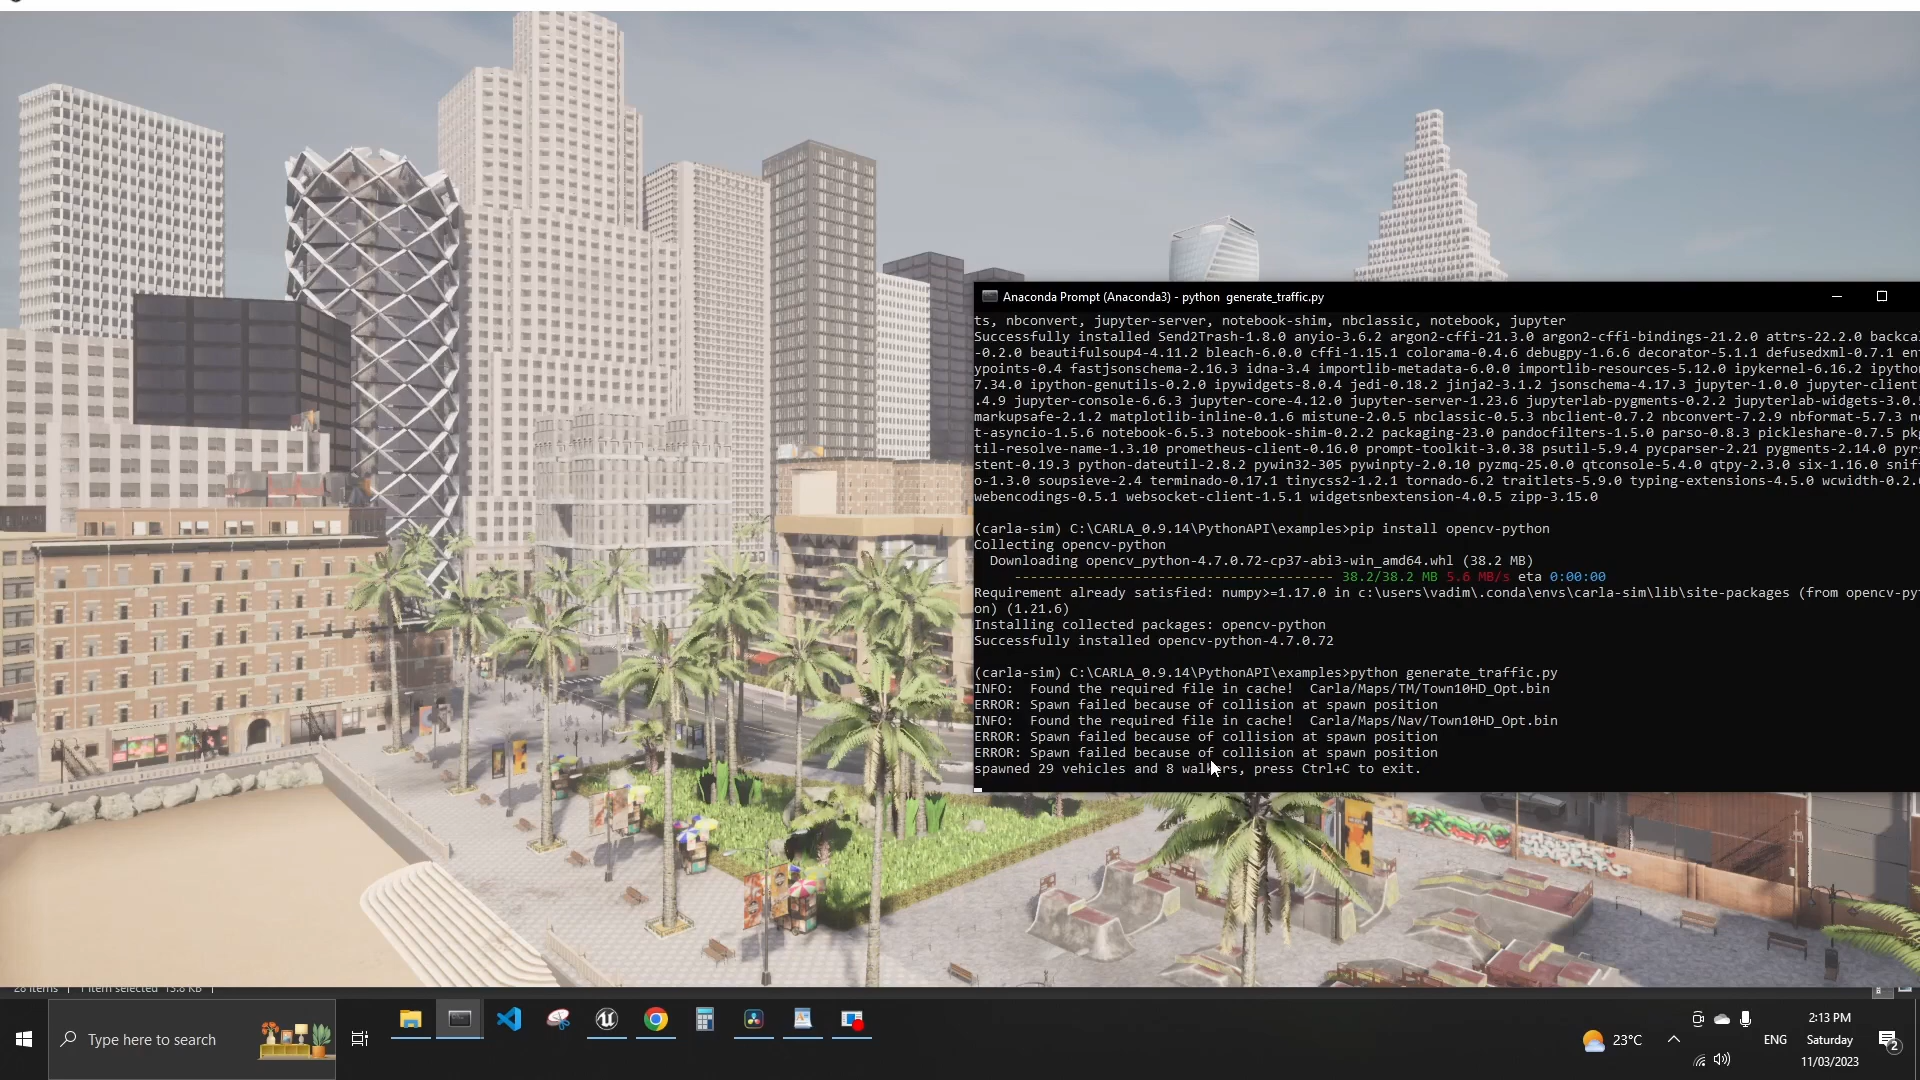 Anaconda Prompt (Anaconda3) - python  generate_traffic.py
ts, nbconvert, jupyter-server, notebook-shim, nbclassic, notebook, jupyter
Successfully installed Send2Trash-1.8.0 anyio-3.6.2 argon2-cffi-21.3.0 argon2-cffi-bindings-21.2.0 attrs-22.2.0 backca
-0.2.0 beautifulsoup4-4.11.2 bleach-6.0.0 cffi-1.15.1 colorama-0.4.6 debugpy-1.6.6 decorator-5.1.1 defusedxml-0.7.1 en
ypoints-0.4 fastjsonschema-2.16.3 idna-3.4 importlib-metadata-6.0.0 importlib-resources-5.12.0 ipykernel-6.16.2 ipytho
7.34.0 ipython-genutils-0.2.0 ipywidgets-8.0.4 jedi-0.18.2 jinja2-3.1.2 jsonschema-4.17.3 jupyter-1.0.0 jupyter-client
.4.9 jupyter-console-6.6.3 jupyter-core-4.12.0 jupyter-server-1.23.6 jupyterlab-pygments-0.2.2 jupyterlab-widgets-3.0.5
markupsafe-2.1.2 matplotlib-inline-0.1.6 mistune-2.0.5 nbclassic-0.5.3 nbclient-0.7.2 nbconvert-7.2.9 nbformat-5.7.3 n
t-asyncio-1.5.6 notebook-6.5.3 notebook-shim-0.2.2 packaging-23.0 pandocfilters-1.5.0 parso-0.8.3 pickleshare-0.7.5 pk
til-resolve-name-1.3.10 prometheus-client-0.16.0 prompt-toolkit-3.0.38 psutil-5.9.4 pycparser-2.21 pygments-2.14.0 pyrs
stent-0.19.3 python-dateutil-2.8.2 pywin32-305 pywinpty-2.0.10 pyzmq-25.0.0 qtconsole-5.4.0 qtpy-2.3.0 six-1.16.0 snif
o-1.3.0 soupsieve-2.4 terminado-0.17.1 tinycss2-1.2.1 tornado-6.2 traitlets-5.9.0 typing-extensions-4.5.0 wcwidth-0.2.
webencodings-0.5.1 websocket-client-1.5.1 widgetsnbextension-4.0.5 zipp-3.15.0
(carla-sim) C:\CARLA_0.9.14\PythonAPI\examples>pip install opencv-python
Collecting opencv-python
Downloading opencv_python-4.7.0.72-cp37-abi3-win_amd64.whl (38.2 MB)
---------------------------------------- 38.2/38.2 MB 5.6 MB/s eta 0:00:00
Requirement already satisfied: numpy>=1.17.0 in c:\users\vadim\.conda\envs\carla-sim\lib\site-packages (from opencv-pyt
on) (1.21.6)
Installing collected packages: opencv-python
Successfully installed opencv-python-4.7.0.72
(carla-sim) C:\CARLA_0.9.14\PythonAPI\examples>python generate_traffic.py
INFO:  Found the required file in cache!  Carla/Maps/TM/Town10HD_Opt.bin
ERROR: Spawn failed because of collision at spawn position
INFO:  Found the required file in cache!  Carla/Maps/Nav/Town10HD_Opt.bin
ERROR: Spawn failed because of collision at spawn position
ERROR: Spawn failed because of collision at spawn position
spawned 29 vehicles and 8 walkers, press Ctrl+C to exit.
28 items | 1 item selected 13.8 KB |
Type here to search
23°C
ENG
2:13 PM
Saturday
11/03/2023
2